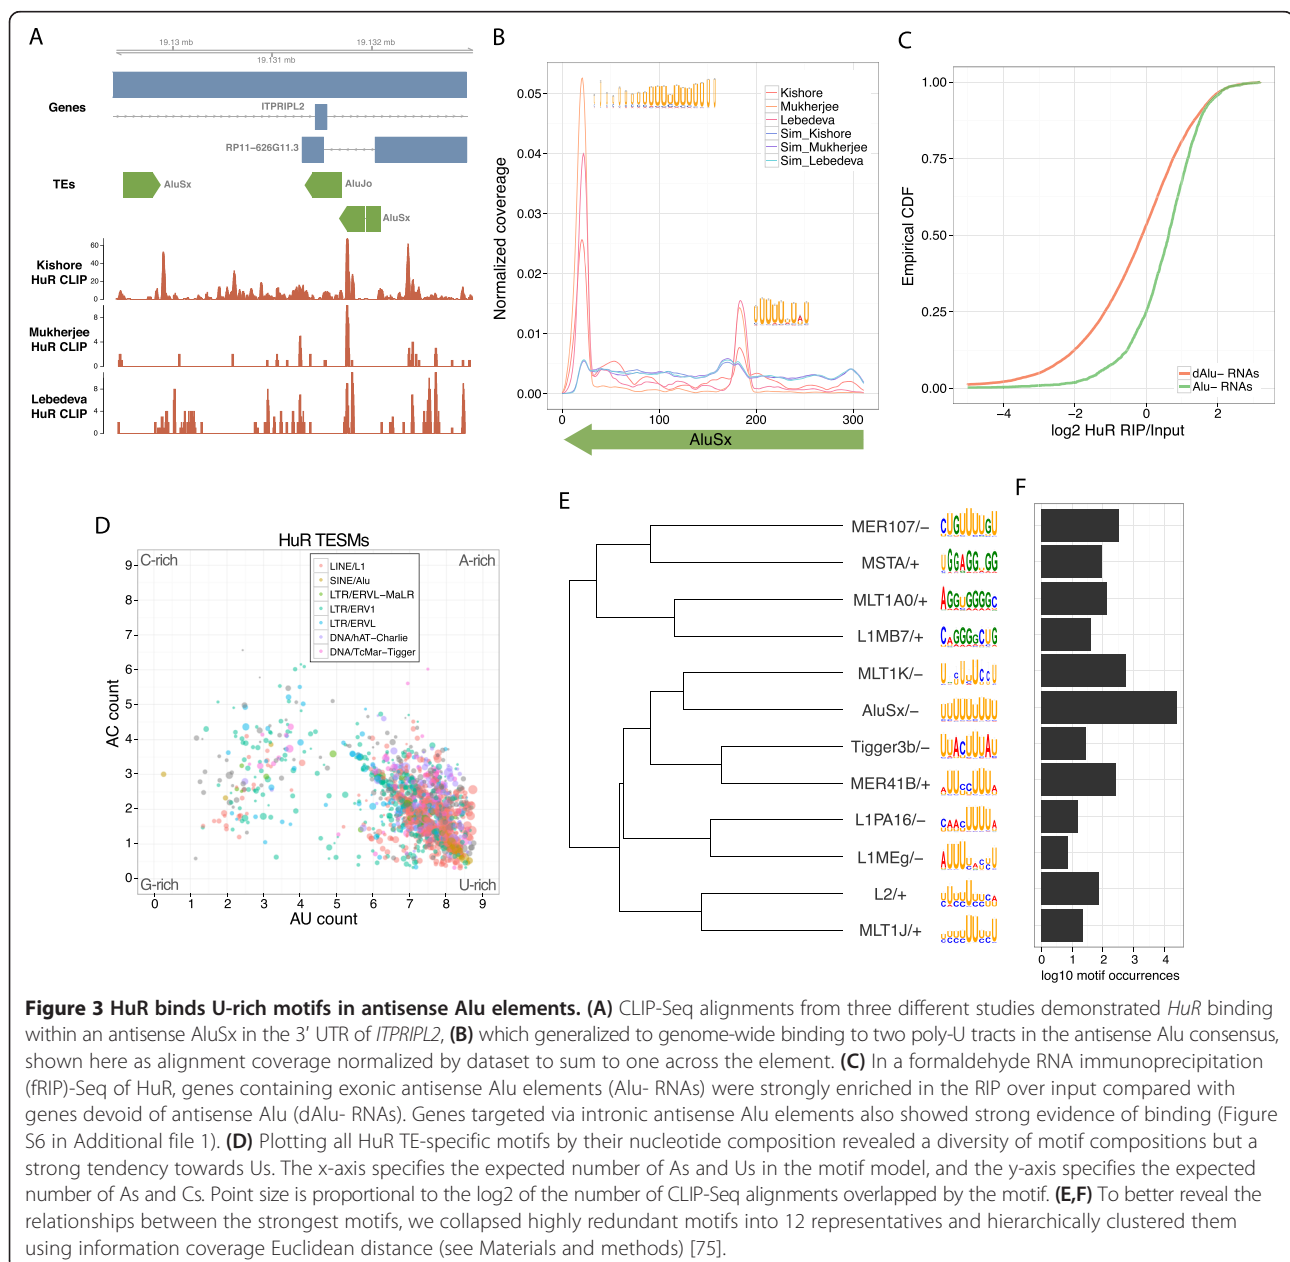 A
19.13 mb
19.132 mb
19.131 mb
Genes
ITPRIPL2
RP11-626G11.3
TEs
AluSx
AluJo
AluSx
Kishore
HuR CLIP
60
40
20
0
Mukherjee
HuR CLIP
8
4
0
Lebedeva
HuR CLIP
8
4
0
B
Normalized covereage
0.05
0.04
0.03
0.02
0.01
0.00
Kishore
Mukherjee
Lebedeva
Sim_Kishore
Sim_Mukherjee
Sim_Lebedeva
0 100 200 300
AluSx
C
Empirical CDF
1.00
0.75
0.50
0.25
0.00
dAlu- RNAs
Alu- RNAs
-4 -2 0 2
log2 HuR RIP/Input
D
HuR TESMs
C-rich
A-rich
LINE/L1
SINE/Alu
LTR/ERVL-MaLR
LTR/ERV1
LTR/ERVL
DNA/hAT-Charlie
DNA/TcMar-Tigger
AC count
9
8
7
6
5
4
3
2
1
0
G-rich
U-rich
0 1 2 3 4 5 6 7 8 9
AU count
E
MER107/-
MSTA/+
MLT1A0/+
L1MB7/+
MLT1K/-
AluSx/-
Tigger3b/-
MER41B/+
L1PA16/-
L1MEg/-
L2/+
MLT1J/+
F
0 1 2 3 4
log10 motif occurrences
Figure 3 HuR binds U-rich motifs in antisense Alu elements. (A) CLIP-Seq alignments from three different studies demonstrated HuR binding
within an antisense AluSx in the 3′ UTR of ITPRIPL2, (B) which generalized to genome-wide binding to two poly-U tracts in the antisense Alu consensus,
shown here as alignment coverage normalized by dataset to sum to one across the element. (C) In a formaldehyde RNA immunoprecipitation
(fRIP)-Seq of HuR, genes containing exonic antisense Alu elements (Alu- RNAs) were strongly enriched in the RIP over input compared with
genes devoid of antisense Alu (dAlu- RNAs). Genes targeted via intronic antisense Alu elements also showed strong evidence of binding (Figure
S6 in Additional file 1). (D) Plotting all HuR TE-specific motifs by their nucleotide composition revealed a diversity of motif compositions but a
strong tendency towards Us. The x-axis specifies the expected number of As and Us in the motif model, and the y-axis specifies the expected
number of As and Cs. Point size is proportional to the log2 of the number of CLIP-Seq alignments overlapped by the motif. (E,F) To better reveal the
relationships between the strongest motifs, we collapsed highly redundant motifs into 12 representatives and hierarchically clustered them
using information coverage Euclidean distance (see Materials and methods) [75].